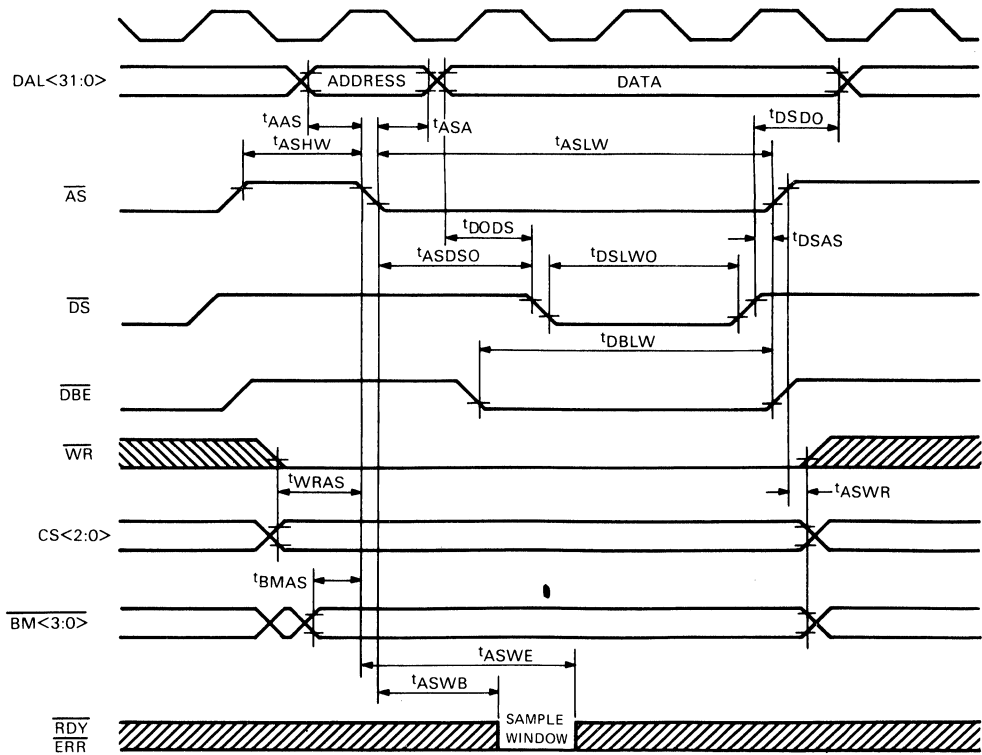 DAL<31:0>
ADDRESS
DATA
tAAS
tASA
tDSDO
tASHW
tASLW
AS
tDODS
tDSAS
tASDSO
tDSLWO
DS
tDBLW
DBE
WR
tWRAS
tASWR
CS<2:0>
tBMAS
BM<3:0>
tASWE
tASWB
RDY
ERR
SAMPLE
WINDOW